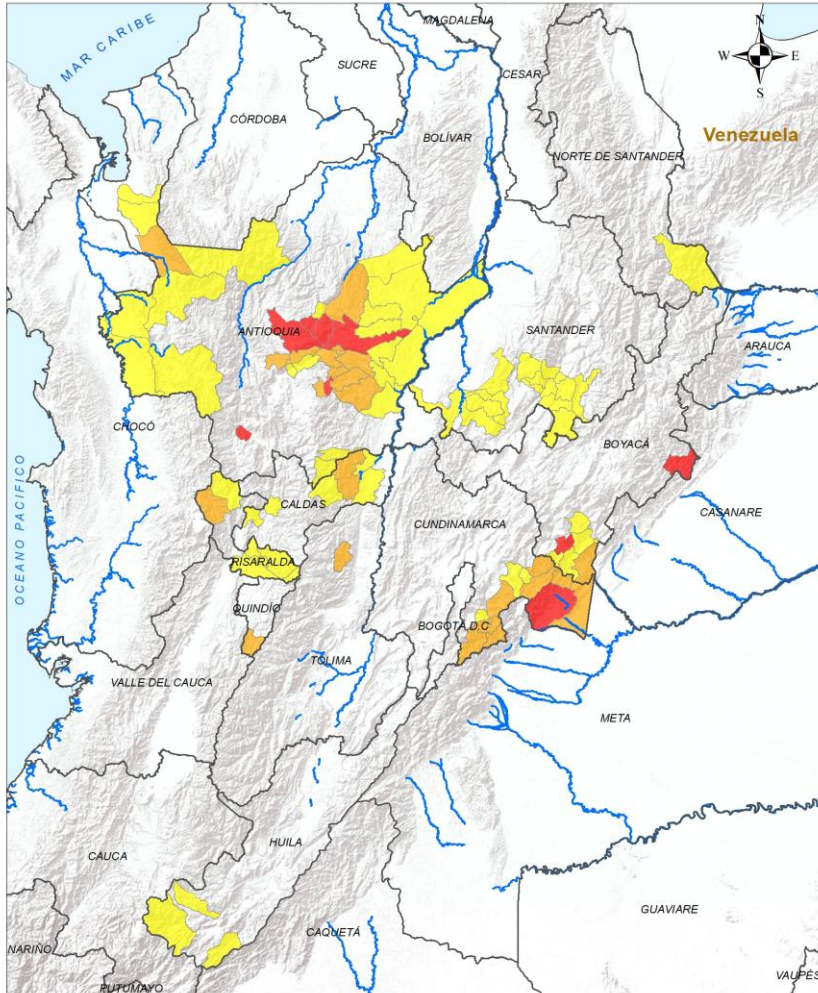 MAGDALENA
N
MAR CARIBE
SUCRE
CESAR
W
E
S
CÓRDOBA
BOLÍVAR
Venezuela
NORTE DE SANTANDER
ANTIOQUIA
SANTANDER
ARAUCA
CHOCÓ
BOYACÁ
OCEANO PACIFICO
CALDAS
CUNDINAMARCA
CASANARE
RISARALDA
QUINDÍO
BOGOTÁ, D.C
TOLIMA
VALLE DEL CAUCA
META
CAUCA
HUILA
GUAVIARE
NARIÑO
CAQUETÁ
PUTUMAYO
VAUPÉS